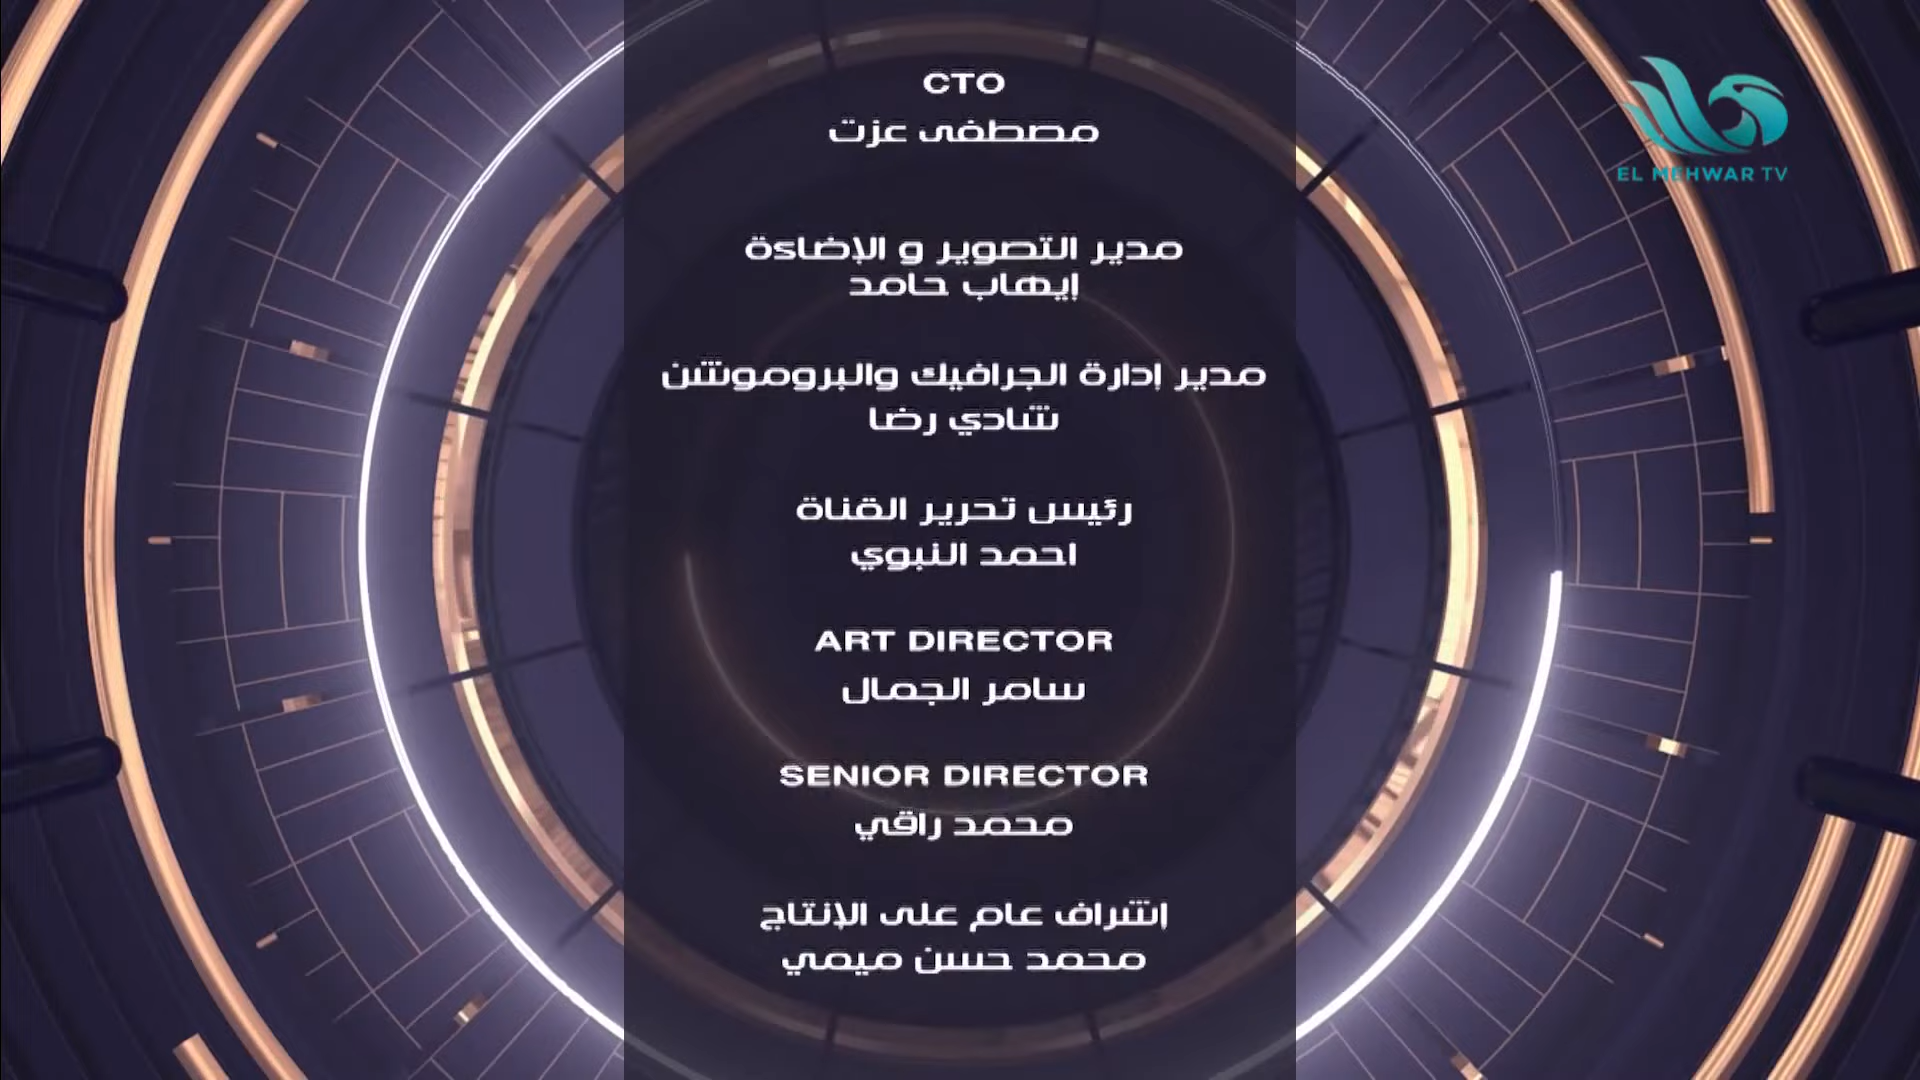 CTO
مصطفى عزت
EL MEHWAR TV
مدير التصوير و الإضاءة
إيهاب حامد
مدير إدارة الجرافيك والبروموشن
شادي رضا
رئيس تحرير القناة
احمد النبوي
ART DIRECTOR
سامر الجمال
SENIOR DIRECTOR
محمد راقي
إشراف عام على الإنتاج
محمد حسن ميمي